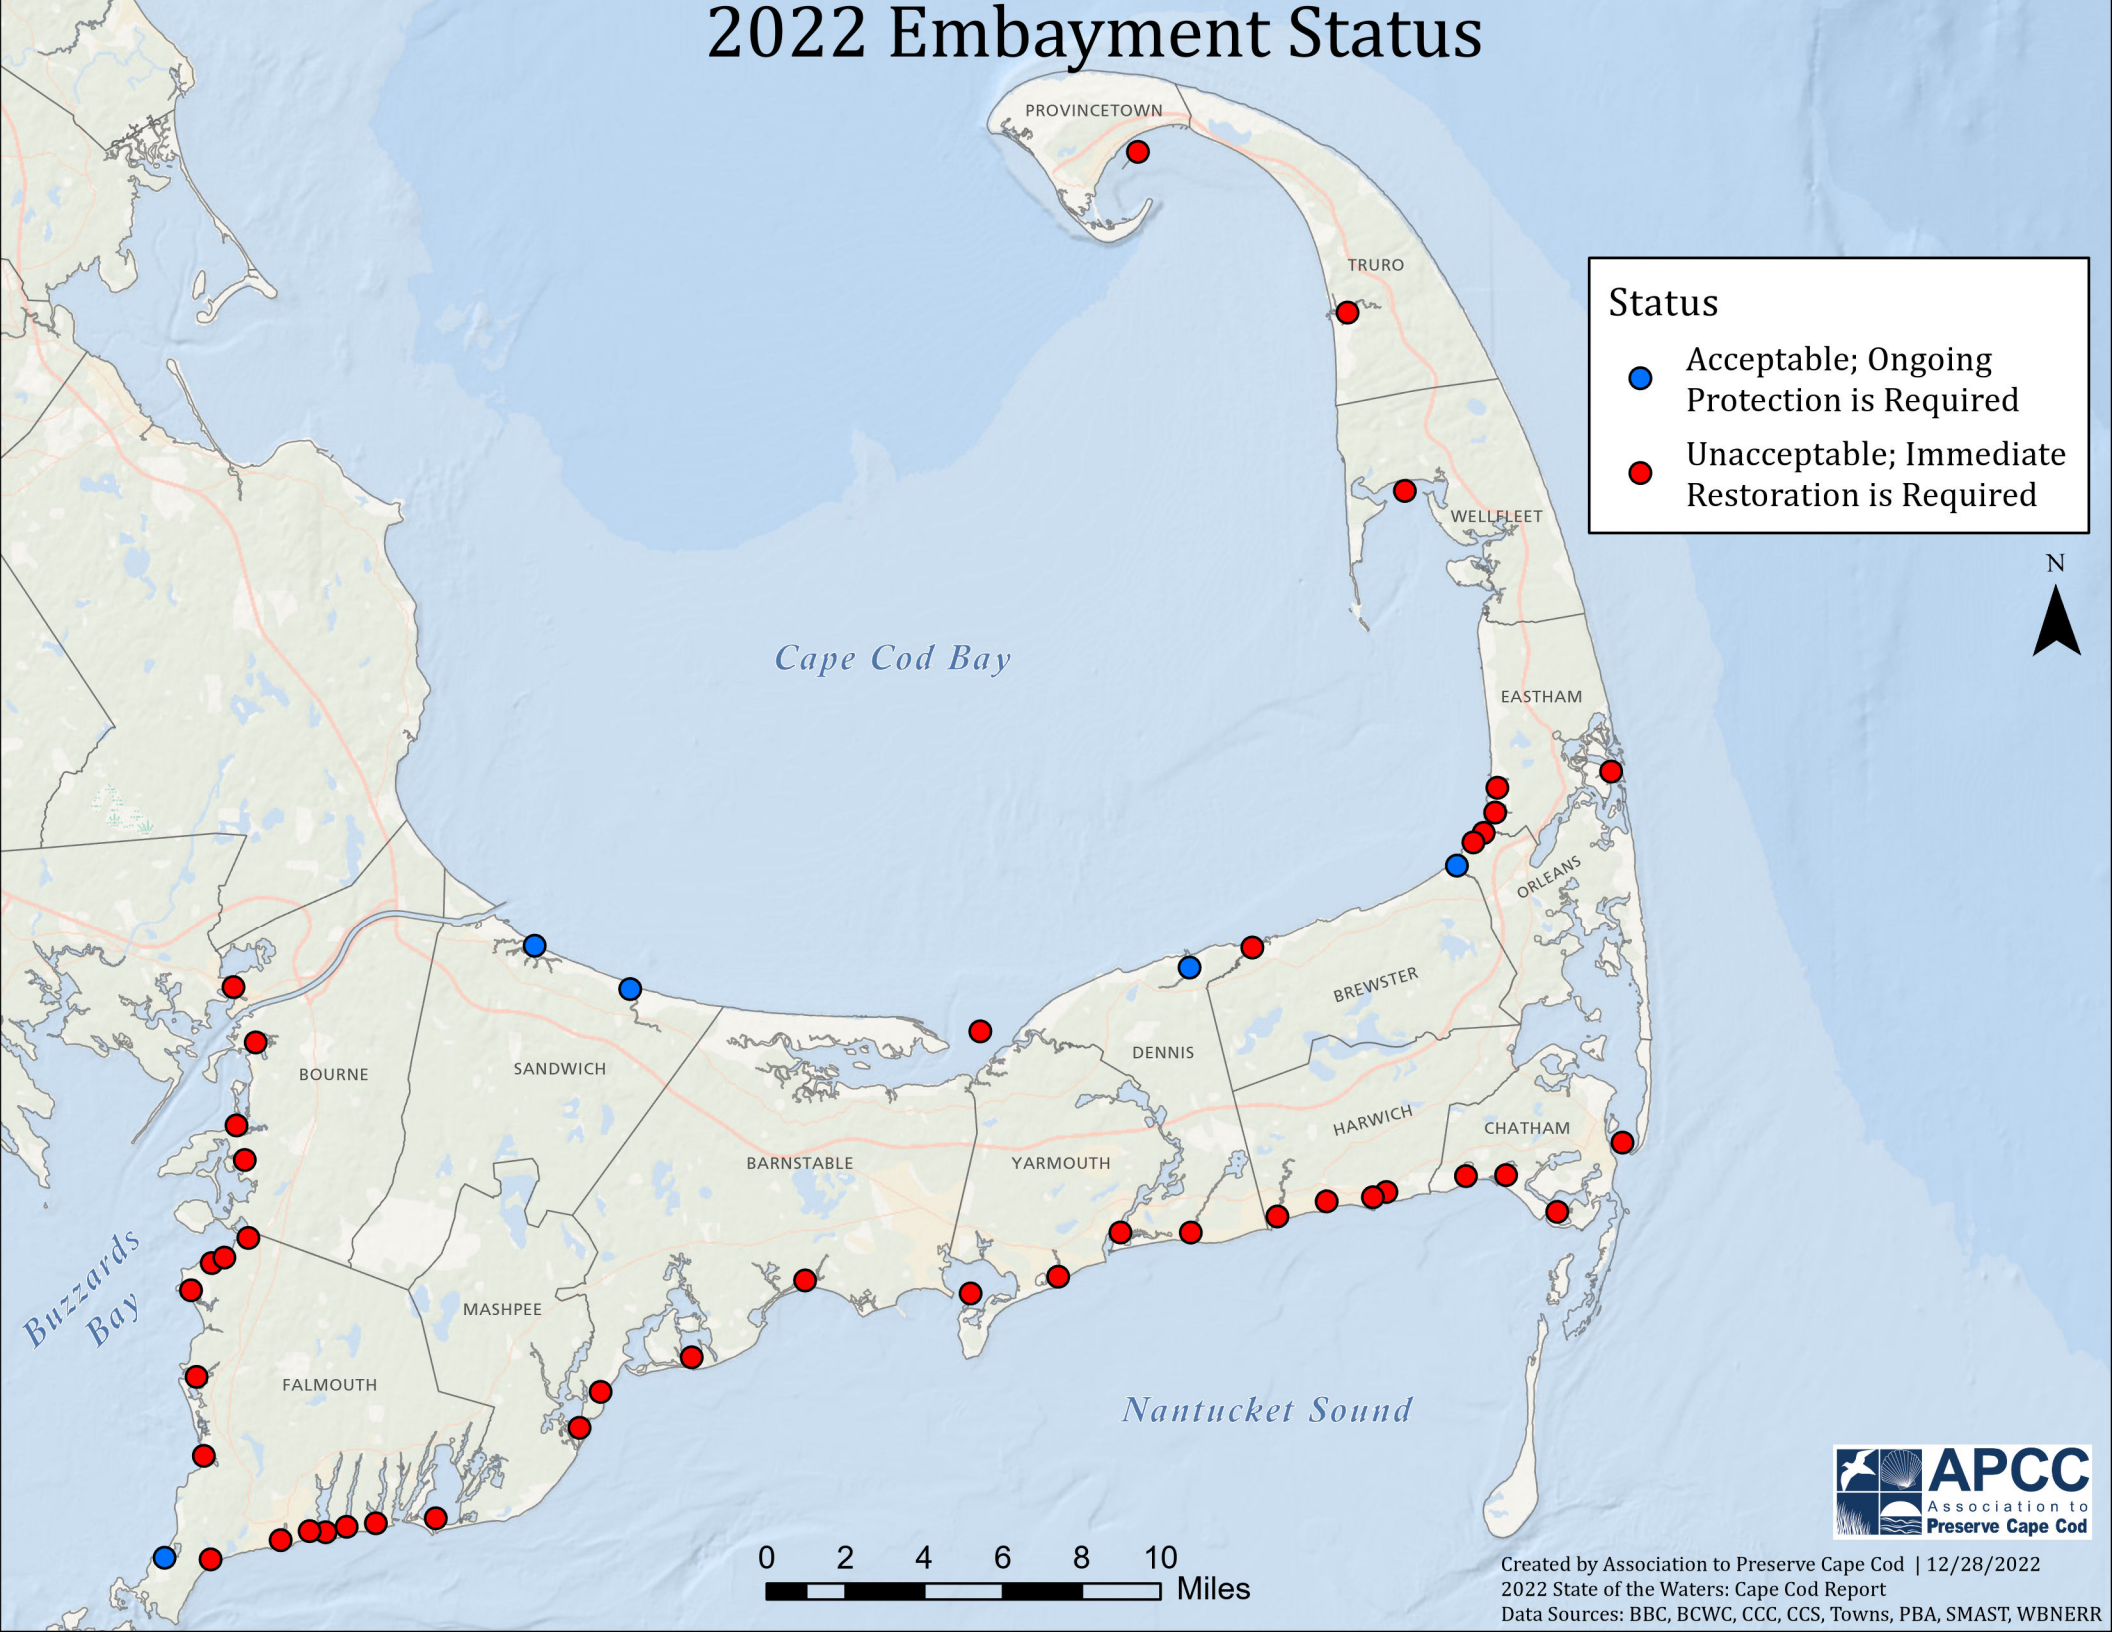 2022 Embayment Status
PROVINCETOWN
TRURO
Status
Acceptable; Ongoing
Protection is Required
Unacceptable; Immediate
Restoration is Required
WELLFLEET
N
Cape Cod Bay
EASTHAM
ORLEANS
BREWSTER
DENNIS
SANDWICH
BOURNE
HARWICH
CHATHAM
BARNSTABLE
YARMOUTH
Buzzards
Bay
MASHPEE
FALMOUTH
Nantucket Sound
APCC
Association to
Preserve Cape Cod
0 2 4 6 8 10
Miles
Created by Association to Preserve Cape Cod | 12/28/2022
2022 State of the Waters: Cape Cod Report
Data Sources: BBC, BCWC, CCC, CCS, Towns, PBA, SMAST, WBNERR